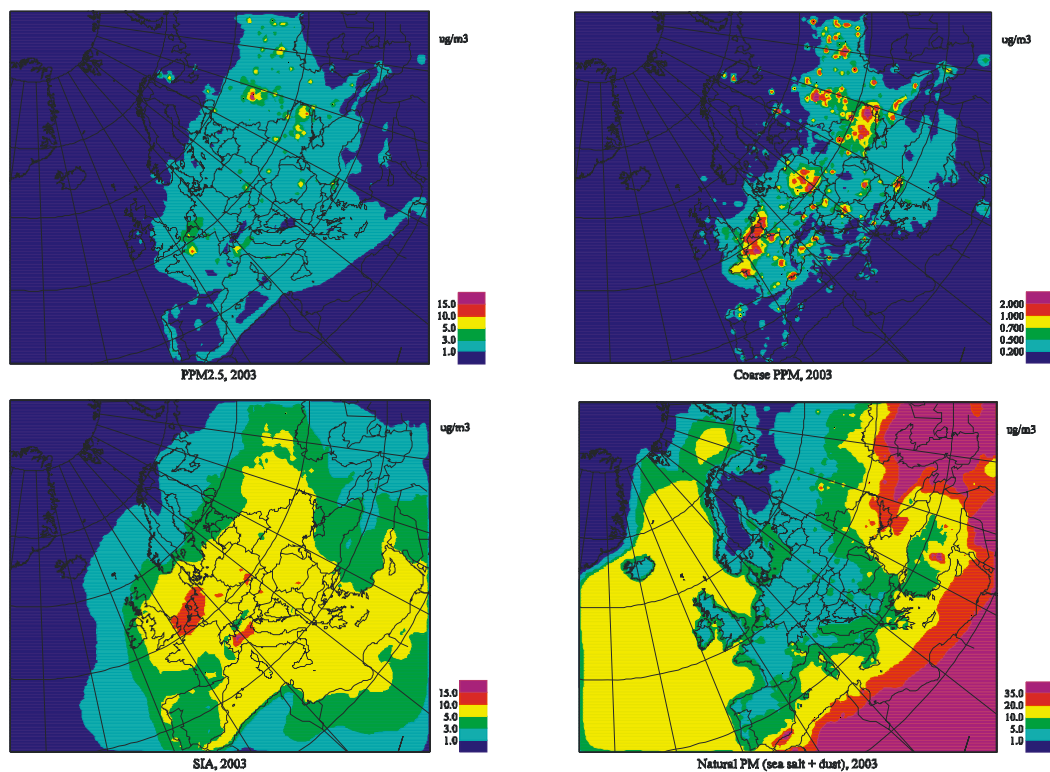 ug/m3
15.0
10.0
5.0
3.0
1.0
PPM2.5, 2003
ug/m3
2.000
1.000
0.700
0.500
0.200
Coarse PPM, 2003
ug/m3
15.0
10.0
5.0
3.0
1.0
SIA, 2003
ug/m3
35.0
20.0
10.0
5.0
1.0
Natural PM (sea salt + dust), 2003